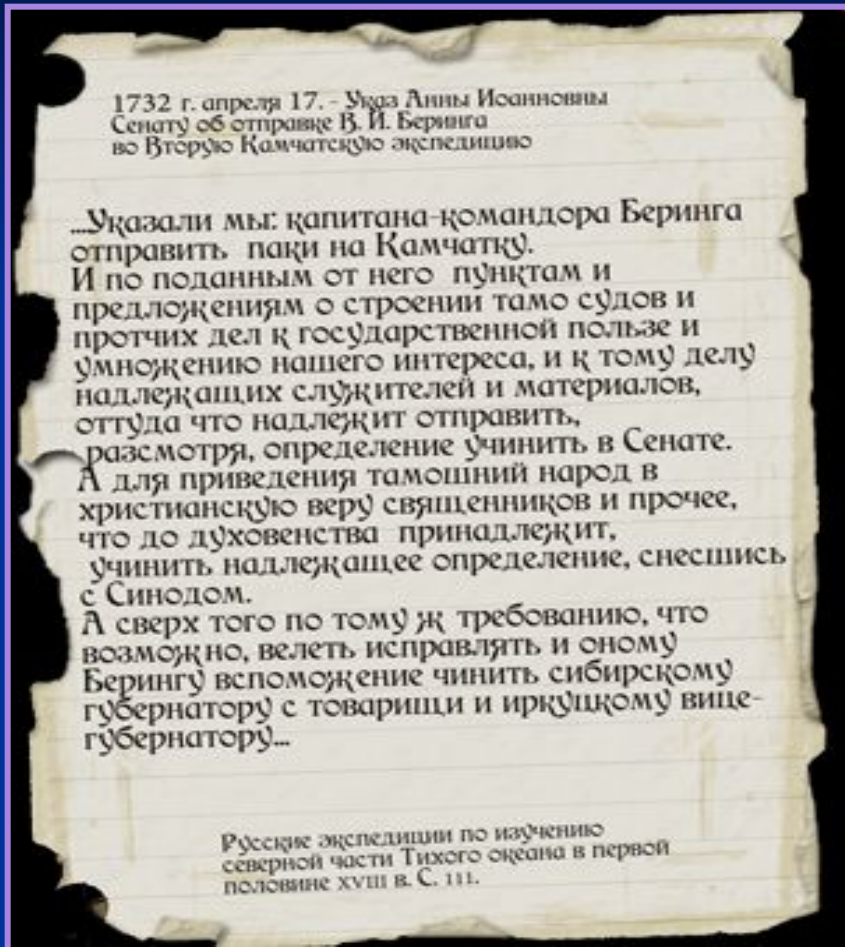 1732 г. апреля 17. - Указ Анны Иоанновны
Сенату об отправке В. Й. Беринга
во Вторую Камчатскую экспедицию
...Указали мы: капитана-командора Беринга
отправить паки на Камчатку.
И по поданным от него пунктам и
предложениям о строении тамо судов и
протчих дел к государственной пользе и
умножению нашего интереса, и к тому делу
надлежащих служителей и материалов,
оттуда что надлежит отправить,
разсмотря, определение учинить в Сенате.
А для приведения тамошний народ в
христианскую веру священников и прочее,
что до духовенства принадлежит,
учинить надлежащее определение, снесшись
с Синодом.
А сверх того по тому ж требованию, что
возможно, велеть исправлять и оному
Берингу вспоможение чинить сибирскому
губернатору с товарищи и иркуцкому вице-
губернатору...
Русские экспедиции по изучению
северной части Тихого океана в первой
половине XVIII в. С. 111.